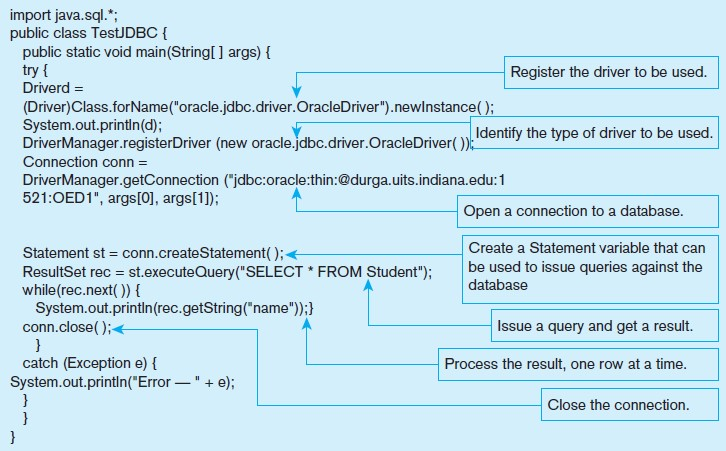 import java.sql.*;
public class TestJDBC {
public static void main(String[ ] args) {
try {
Driverd =
(Driver)Class.forName("oracle.jdbc.driver.OracleDriver").newInstance( );
System.out.println(d);
DriverManager.registerDriver (new oracle.jdbc.driver.OracleDriver( ));
Connection conn =
DriverManager.getConnection ("jdbc:oracle:thin:@durga.uits.indiana.edu:1
521:OED1", args[0], args[1]);
Statement st = conn.createStatement( );
ResultSet rec = st.executeQuery("SELECT * FROM Student");
while(rec.next( )) {
System.out.println(rec.getString("name"));}
conn.close( );
}
catch (Exception e) {
System.out.println("Error — " + e);
}
}
}
Register the driver to be used.
Identify the type of driver to be used.
Open a connection to a database.
Create a Statement variable that can
be used to issue queries against the
database
Issue a query and get a result.
Process the result, one row at a time.
Close the connection.